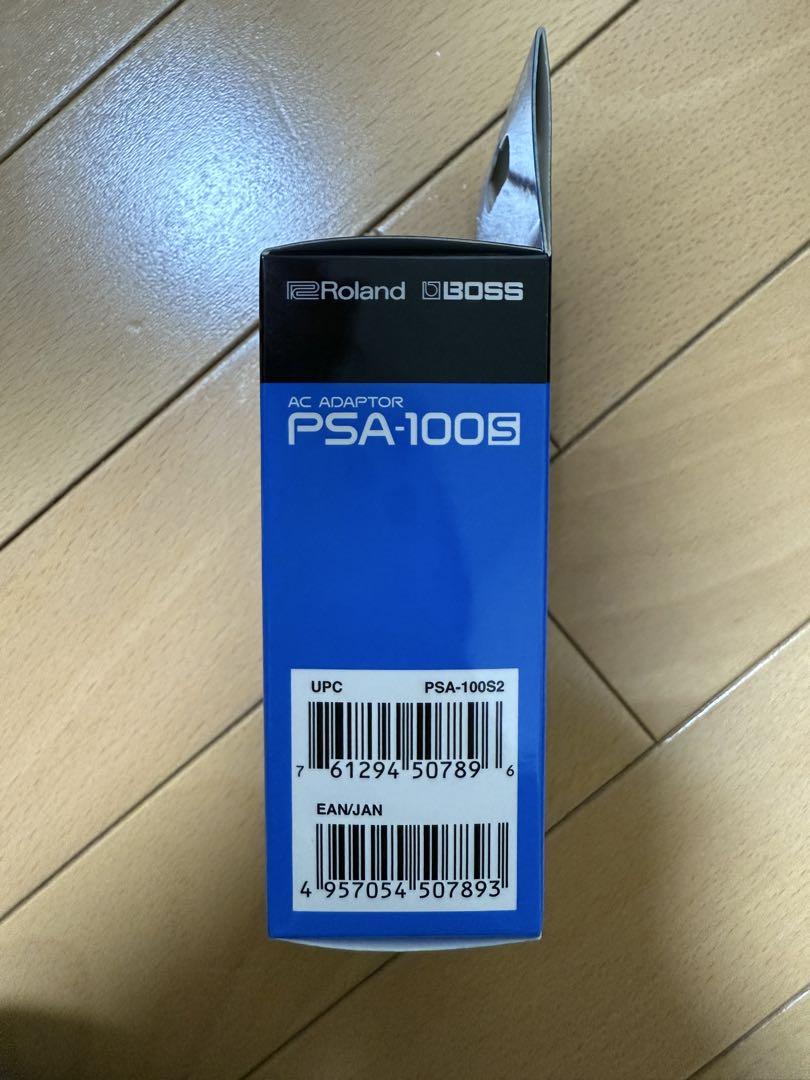 Roland BOSS
AC ADAPTOR
PSA-100S
UPC PSA-100S2
7 61294 50789 6
EAN/JAN
4 957054 507893